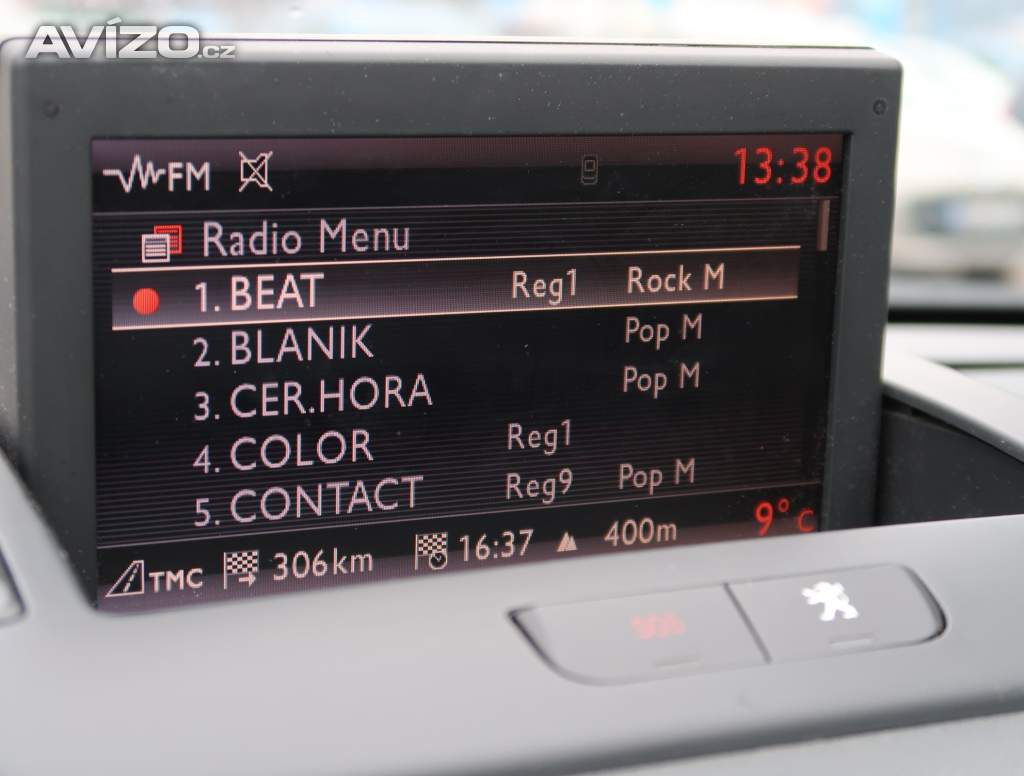 AVÍZO.cz
FM 13:38
Radio Menu
1. BEAT Reg1 Rock M
2. BLANIK Pop M
3. CER.HORA Pop M
4. COLOR Reg1
5. CONTACT Reg9 Pop M
TMC 306km 16:37 400m 9°C
SOS